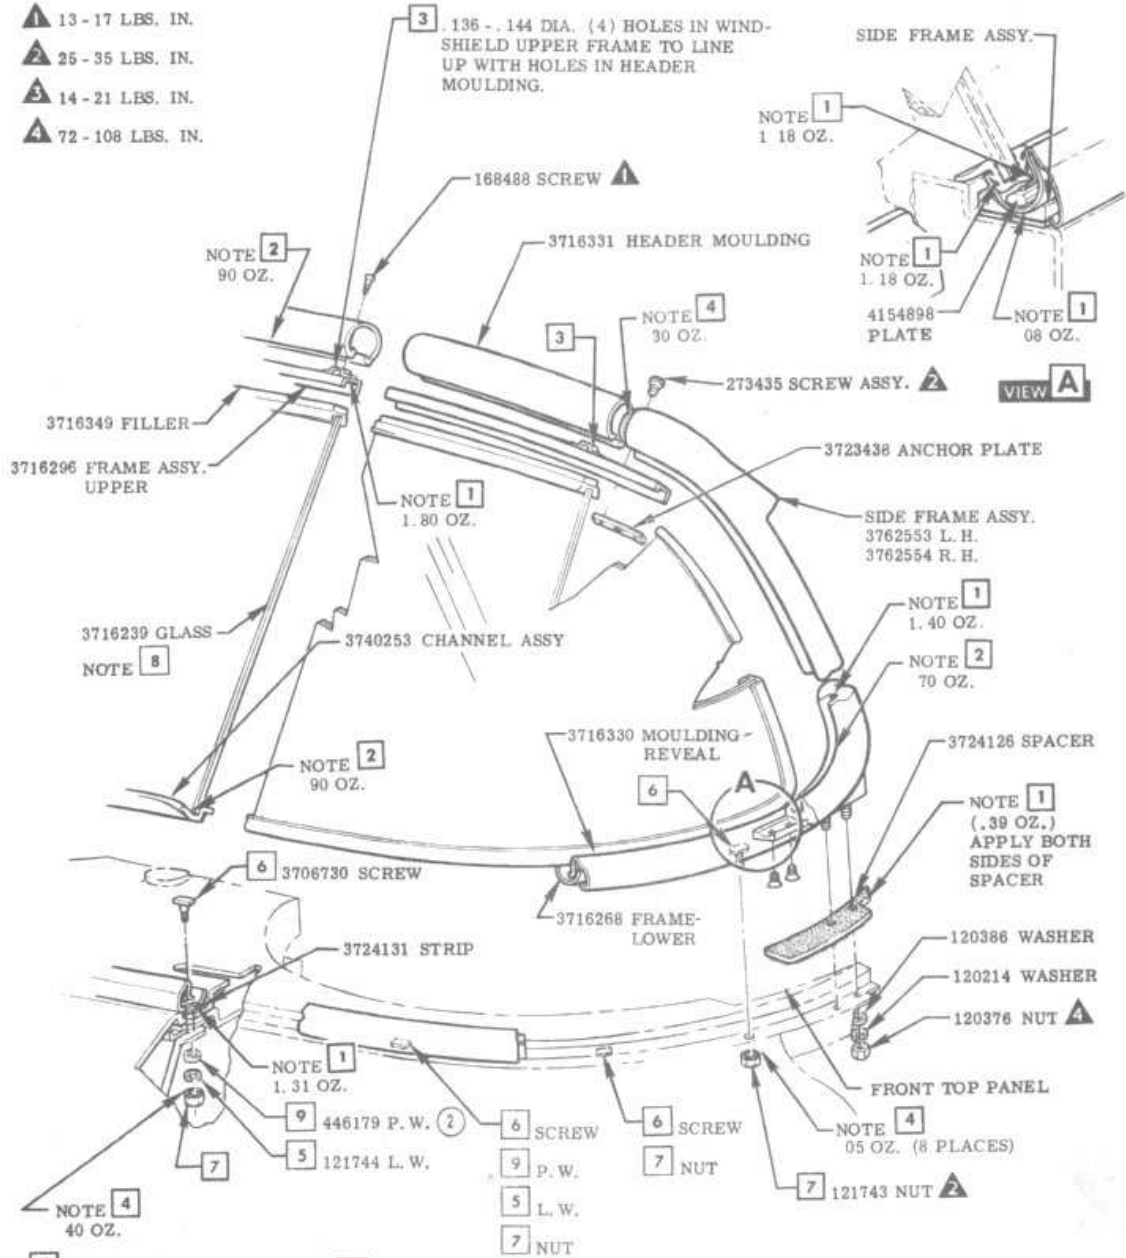 1 13 - 17 LBS. IN.
2 25 - 35 LBS. IN.
3 14 - 21 LBS. IN.
4 72 - 108 LBS. IN.
3 .136 - .144 DIA. (4) HOLES IN WIND-
SHIELD UPPER FRAME TO LINE
UP WITH HOLES IN HEADER
MOULDING.
SIDE FRAME ASSY.
NOTE 1
1 18 OZ.
168488 SCREW 1
NOTE 2
90 OZ.
3716331 HEADER MOULDING
NOTE 1
1. 18 OZ.
4154898
PLATE
NOTE 1
08 OZ.
VIEW A
NOTE 4
30 OZ.
3
273435 SCREW ASSY. 2
3716349 FILLER
3723438 ANCHOR PLATE
3716296 FRAME ASSY.
UPPER
NOTE 1
1.80 OZ.
SIDE FRAME ASSY.
3762553 L. H.
3762554 R. H.
NOTE 1
1. 40 OZ.
3716239 GLASS
NOTE 8
3740253 CHANNEL ASSY
NOTE 2
70 OZ.
3716330 MOULDING-
REVEAL
3724126 SPACER
NOTE 2
90 OZ.
6
A
NOTE 1
(.39 OZ.)
APPLY BOTH
SIDES OF
SPACER
6 3706730 SCREW
3716268 FRAME-
LOWER
3724131 STRIP
120386 WASHER
120214 WASHER
120376 NUT 4
NOTE 1
1. 31 OZ.
FRONT TOP PANEL
9 446179 P. W. 2
5 121744 L. W.
7
NOTE 4
40 OZ.
6 SCREW
9 P. W.
5 L. W.
7 NUT
6 SCREW
7 NUT
NOTE 4
05 OZ. (8 PLACES)
7 121743 NUT 2